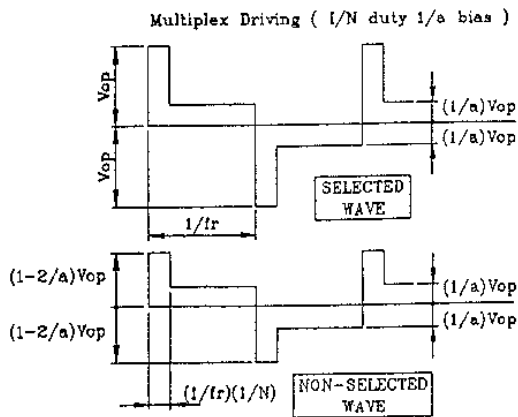 Multiplex Driving ( 1/N duty 1/a bias )
Vop
(1/a)Vop
(1/a)Vop
Vop
SELECTED
WAVE
1/fr
(1-2/a)Vop
(1/a)Vop
(1-2/a)Vop
(1/a)Vop
(1/fr)(1/N)
NON-SELECTED
WAVE